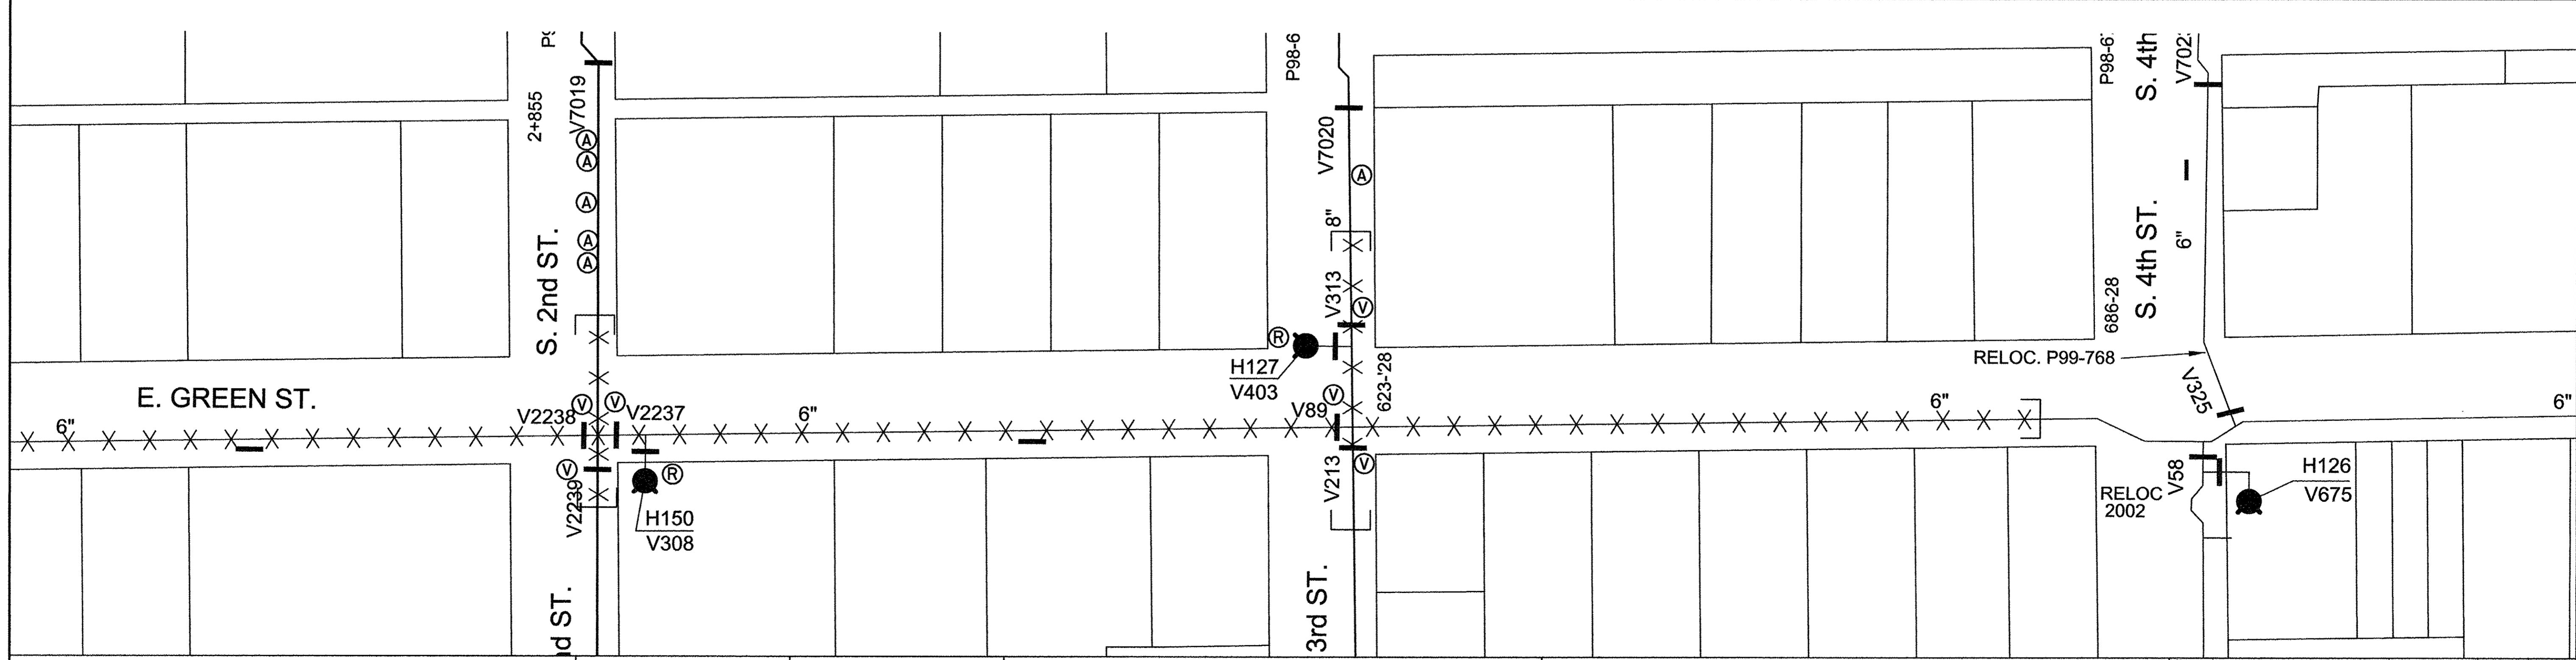 2+855
V7019
A
A
A
A
A
S. 2nd ST.
E. GREEN ST.
6"
V2238
V
V
V2237
6"
V
V2239
R
H150
V308
nd ST.
P98-6
V7020
A
8"
V313
V
R
H127
V403
V
V89
623-'28
V213
V
3rd ST.
6"
P98-6
S. 4th
V702
6"
S. 4th ST.
686-28
RELOC. P99-768
V325
6"
V58
RELOC
2002
H126
V675